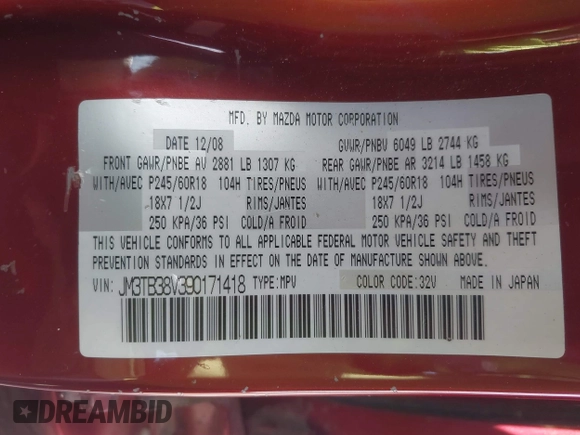 MFD. BY MAZDA MOTOR CORPORATION
DATE 12/08 GVWR/PNBV 6049 LB 2744 KG
FRONT GAWR/PNBE AV 2881 LB 1307 KG REAR GAWR/PNBE AR 3214 LB 1458 KG
WITH/AVEC P245/60R18 104H TIRES/PNEUS WITH/AVEC P245/60R18 104H TIRES/PNEUS
18X7 1/2J RIMS/JANTES 18X7 1/2J RIMS/JANTES
250 KPA/36 PSI COLD/A FROID 250 KPA/36 PSI COLD/A FROID
THIS VEHICLE CONFORMS TO ALL APPLICABLE FEDERAL MOTOR VEHICLE SAFETY AND THEFT
PREVENTION STANDARDS IN EFFECT ON THE DATE OF MANUFACTURE SHOWN ABOVE.
VIN: JM3TB38V390171418 TYPE:MPV COLOR CODE:32V MADE IN JAPAN
DREAMBID